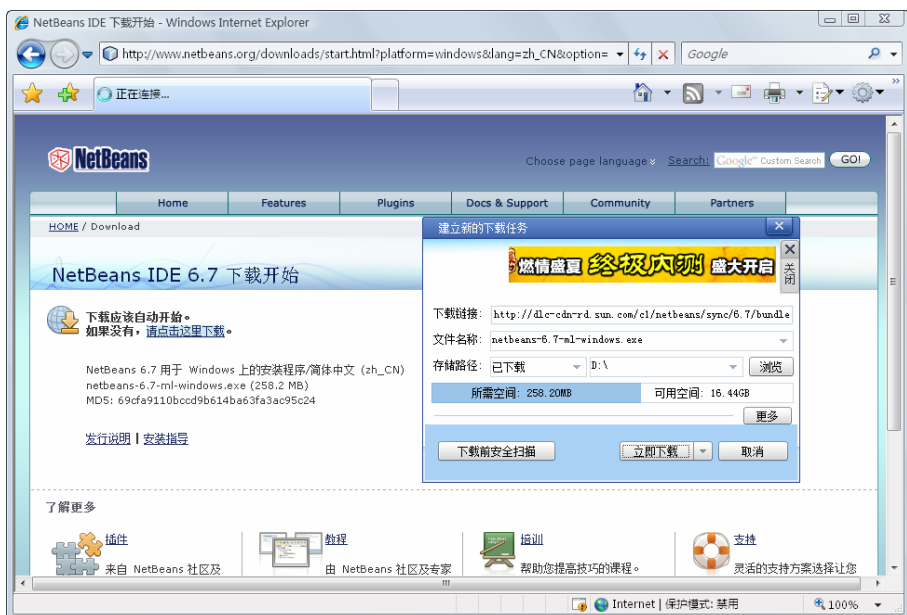 NetBeans IDE 下载开始 - Windows Internet Explorer
http://www.netbeans.org/downloads/start.html?platform=windows&lang=zh_CN&option=
Google
正在连接...
NetBeans
Choose page language
Search:
Google™ Custom Search
GO!
Home Features Plugins Docs & Support Community Partners
HOME / Download
NetBeans IDE 6.7 下载开始
下载应该自动开始。
如果没有，请点击这里下载。
NetBeans 6.7 用于 Windows 上的安装程序/简体中文 (zh_CN)
netbeans-6.7-ml-windows.exe (258.2 MB)
MD5: 69cfa9110bccd9b614ba63fa3ac95c24
发行说明 | 安装指导
建立新的下载任务
燃情盛夏 终极内测 盛大开启
关闭
下载链接: http://dlc-cdn-rd.sun.com/c1/netbeans/sync/6.7/bundle
文件名称: netbeans-6.7-ml-windows.exe
存储路径: 已下载 D:\ 浏览
所需空间: 258.20MB 可用空间: 16.44GB
更多
下载前安全扫描 立即下载 取消
了解更多
插件
来自 NetBeans 社区及
教程
由 NetBeans 社区及专家
培训
帮助您提高技巧的课程。
支持
灵活的支持方案选择让您
Internet | 保护模式: 禁用
100%